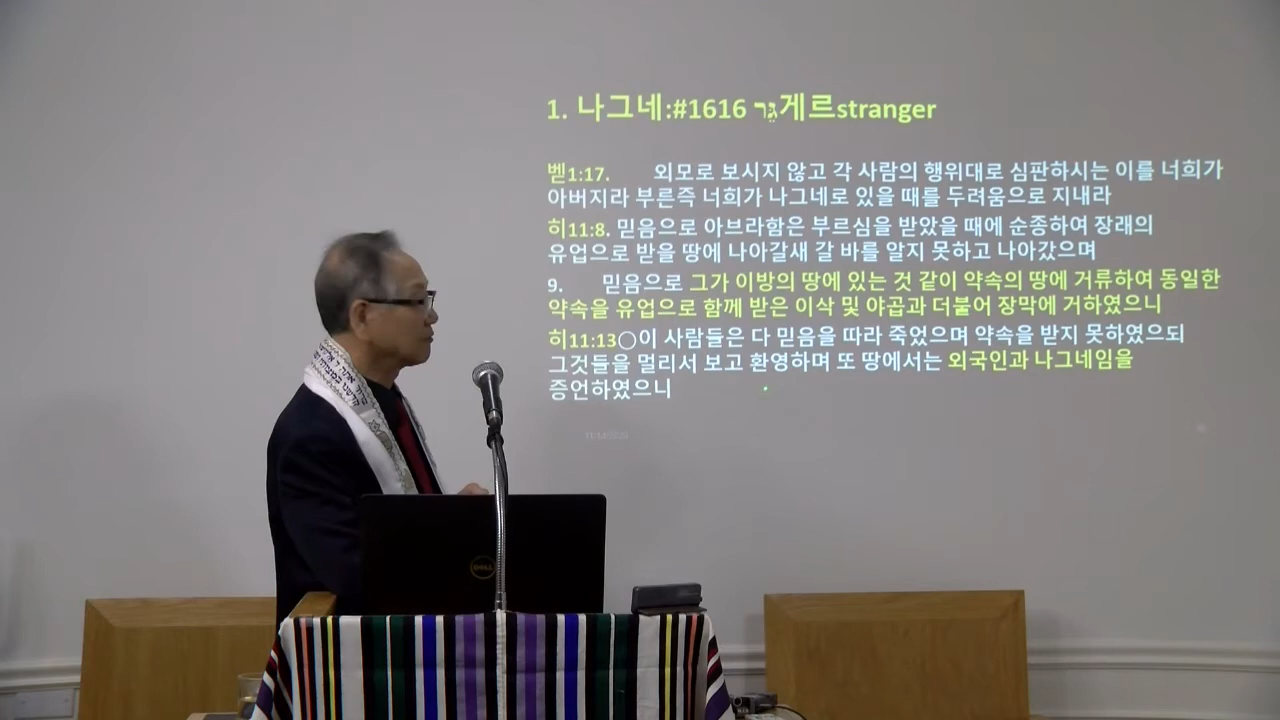 1. 나그네:#1616 גֵּר게르stranger
벧1:17. 외모로 보시지 않고 각 사람의 행위대로 심판하시는 이를 너희가
아버지라 부른즉 너희가 나그네로 있을 때를 두려움으로 지내라
히11:8. 믿음으로 아브라함은 부르심을 받았을 때에 순종하여 장래의
유업으로 받을 땅에 나아갈새 갈 바를 알지 못하고 나아갔으며
9. 믿음으로 그가 이방의 땅에 있는 것 같이 약속의 땅에 거류하여 동일한
약속을 유업으로 함께 받은 이삭 및 야곱과 더불어 장막에 거하였으니
히11:13○이 사람들은 다 믿음을 따라 죽었으며 약속을 받지 못하였으되
그것들을 멀리서 보고 환영하며 또 땅에서는 외국인과 나그네임을
증언하였으니
DELL